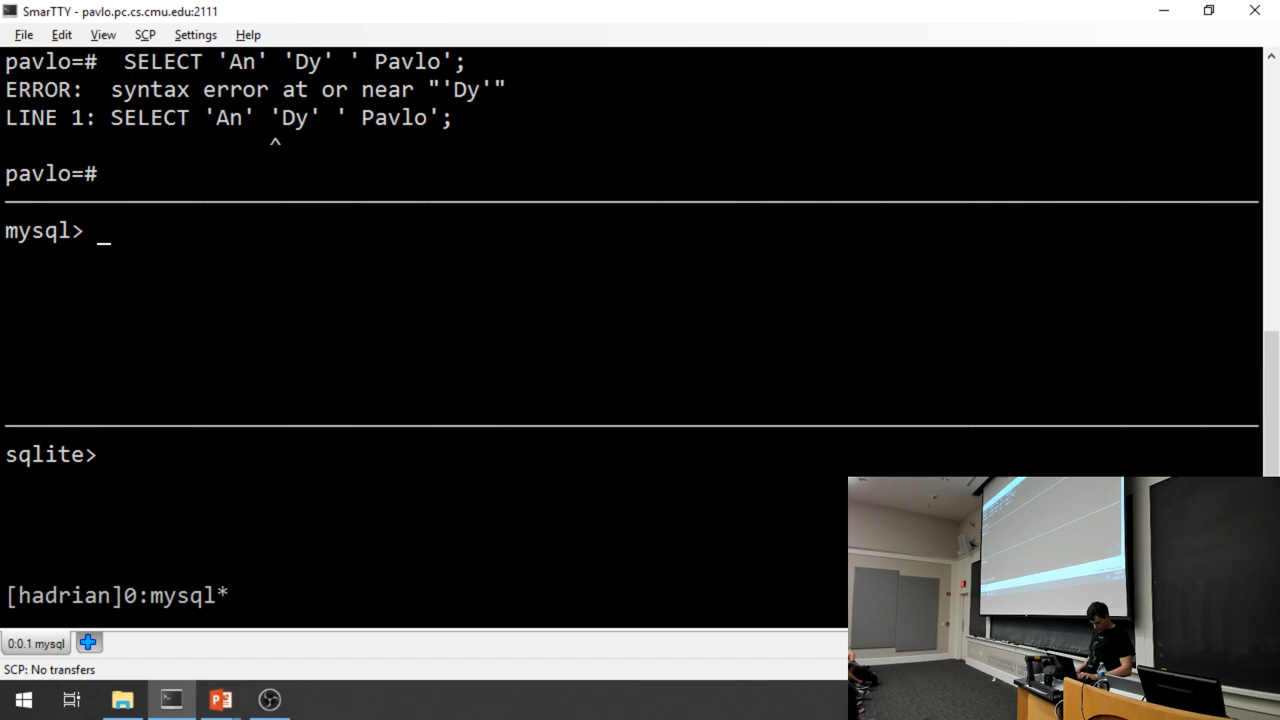 SmarTTY - pavlo.pc.cs.cmu.edu:2111
File Edit View SCP Settings Help
pavlo=#  SELECT 'An' 'Dy' ' Pavlo';
ERROR:  syntax error at or near "'Dy'"
LINE 1: SELECT 'An' 'Dy' ' Pavlo';
^
pavlo=#
mysql> _
sqlite>
[hadrian]0:mysql*
0:0.1 mysql
SCP: No transfers